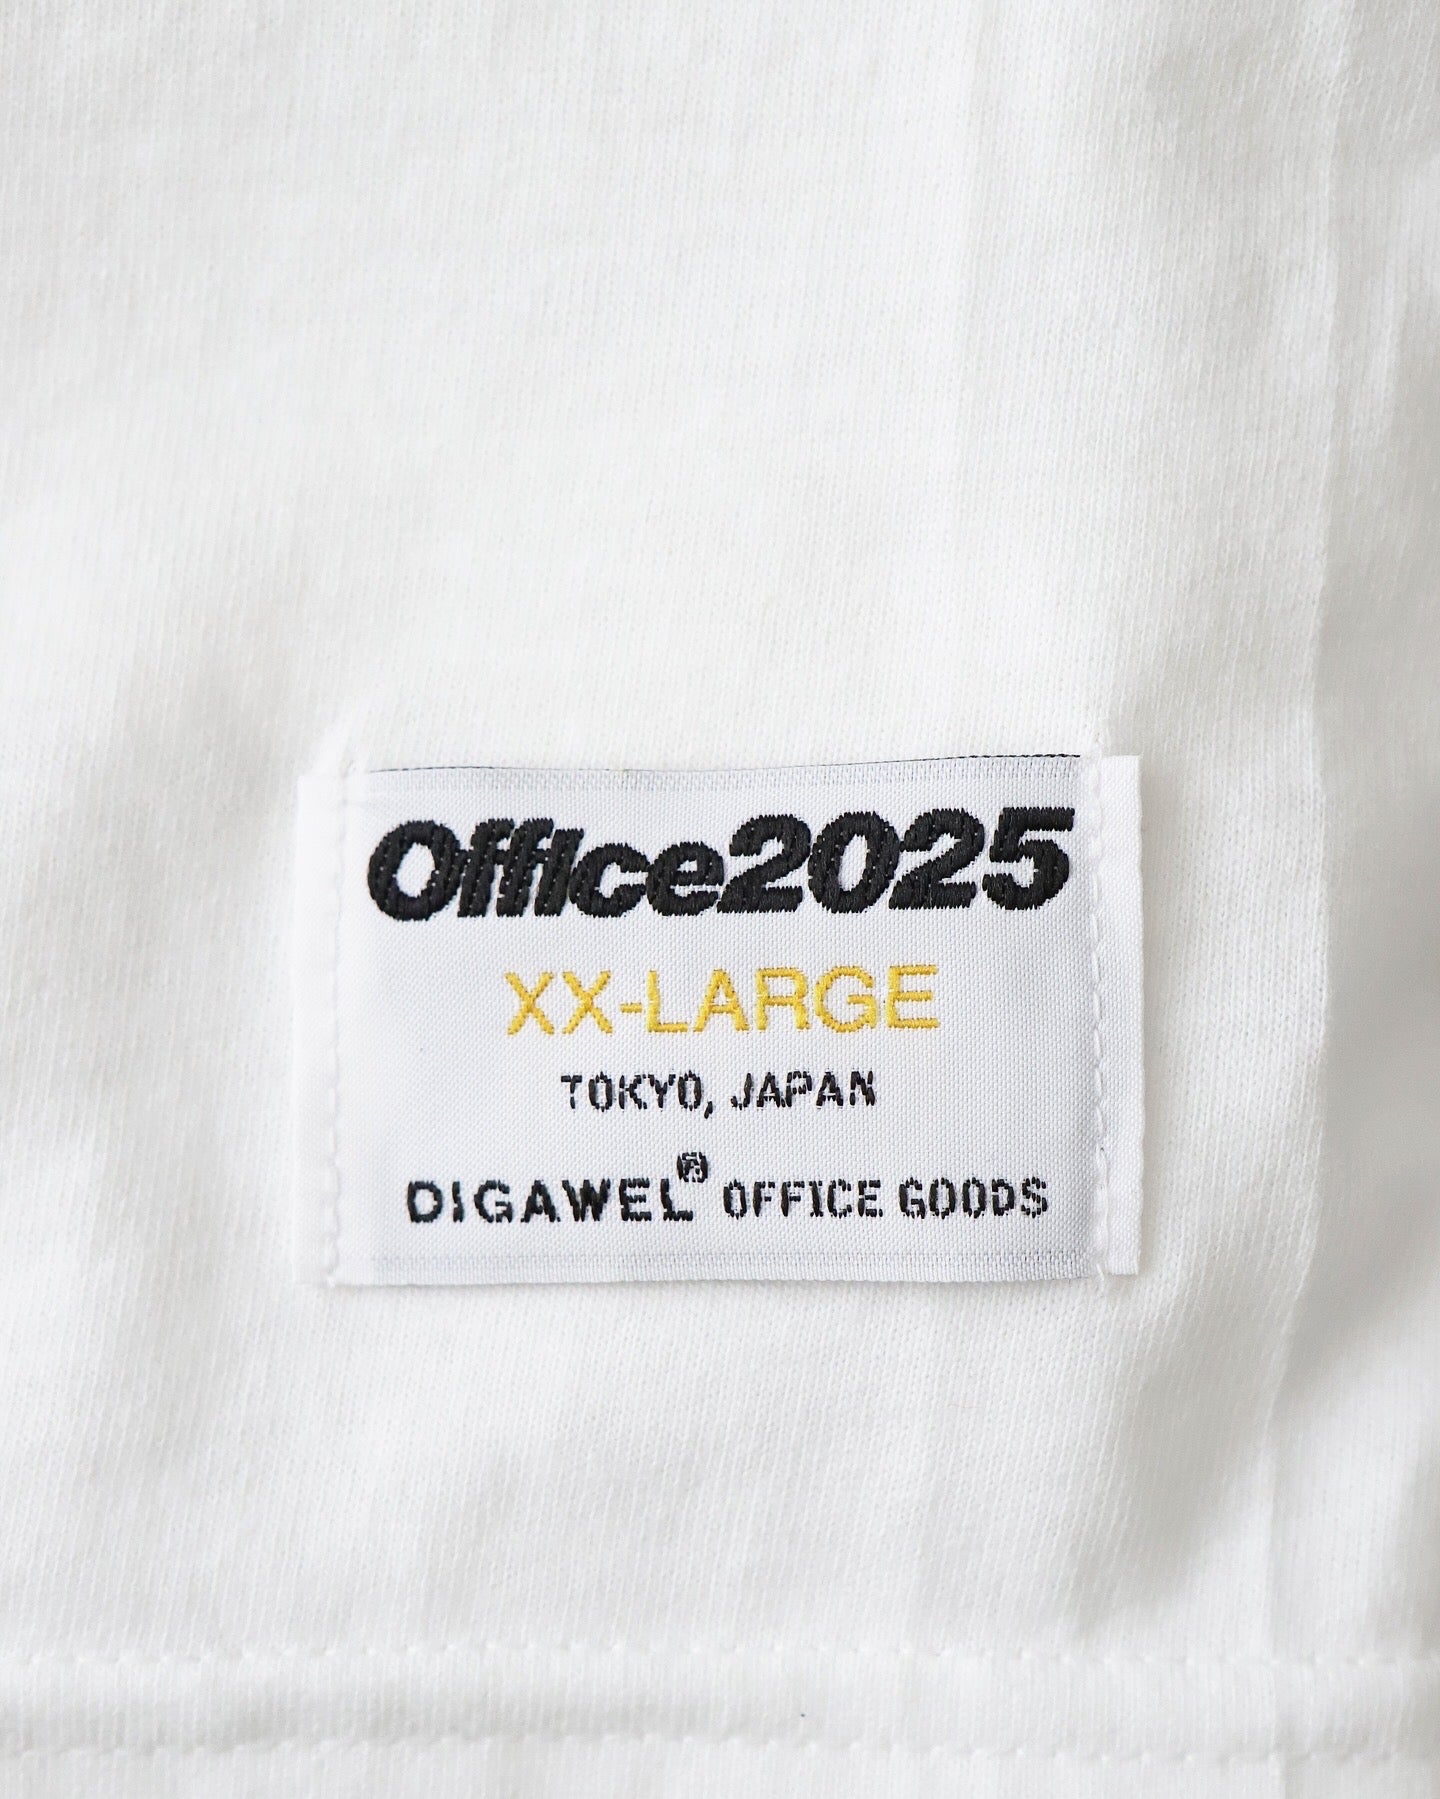 Office2025
XX-LARGE
TOKYO, JAPAN
DIGAWEL® OFFICE GOODS